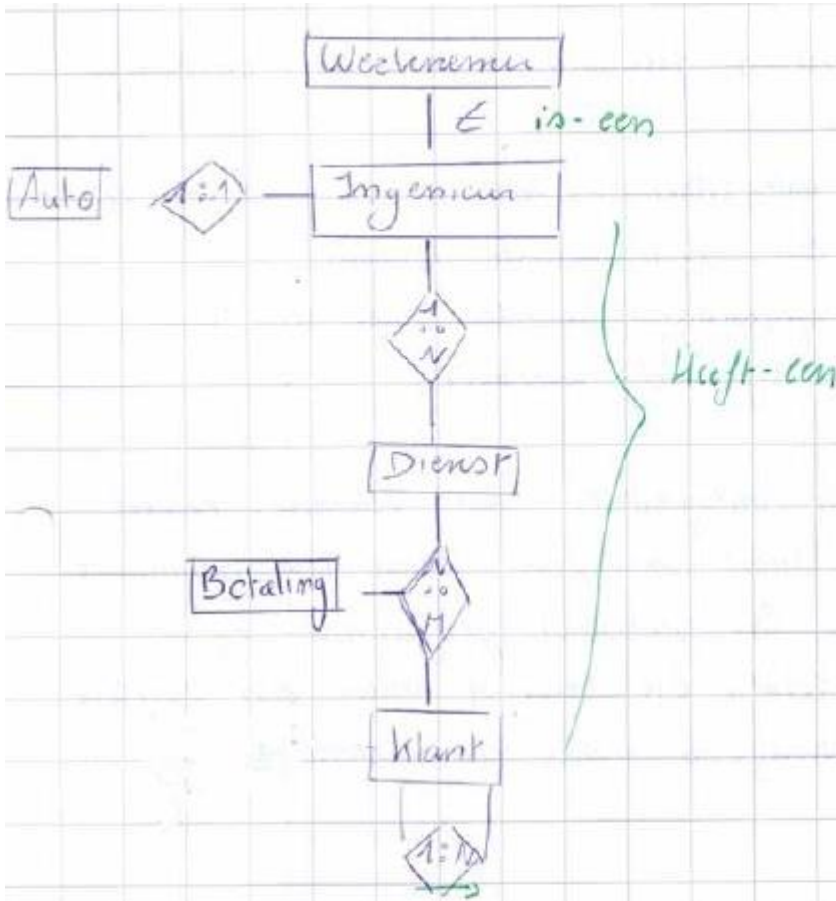 Werknemer
E is-een
Auto
1:1
Ingenieur
1
:
N
Heeft-een
Dienst
N
:
M
Betaling
Klant
1:N